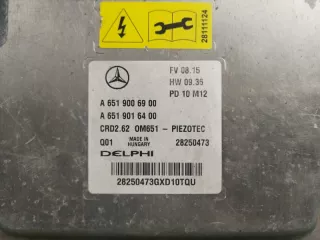 28111124
FV 08.15
HW 09.35
PD 10 M12
A 651 900 69 00
A 651 901 64 00
CRD2.62 OM651 - PIEZOTEC
Q01 MADE IN HUNGARY 28250473
DELPHI
28250473GXD10TQU